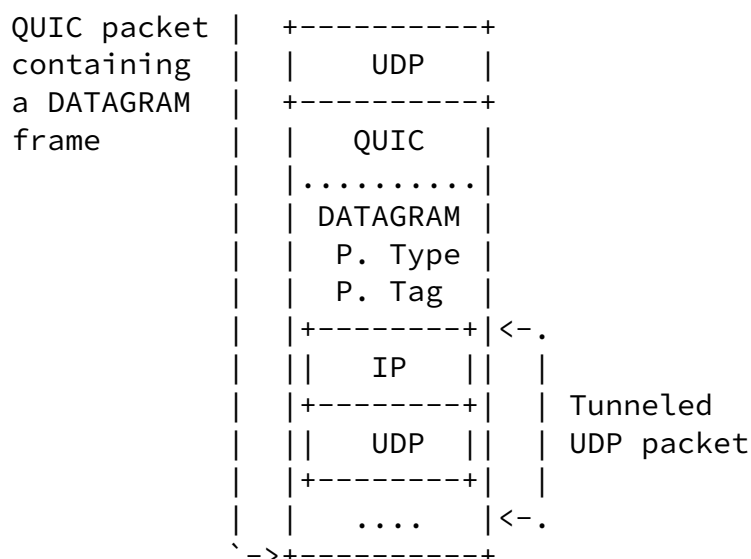 QUIC packet |   +----------+
containing  |   |    UDP   |
a DATAGRAM  |   +----------+
frame       |   |   QUIC   |
            |   |..........|
            |   | DATAGRAM |
            |   |  P. Type |
            |   |  P. Tag  |
            |   |+--------+|<-.
            |   ||   IP   ||  |
            |   |+--------+|  | Tunneled
            |   ||   UDP  ||  | UDP packet
            |   |+--------+|  |
            |   |   ....   |<-.
            `->+----------+